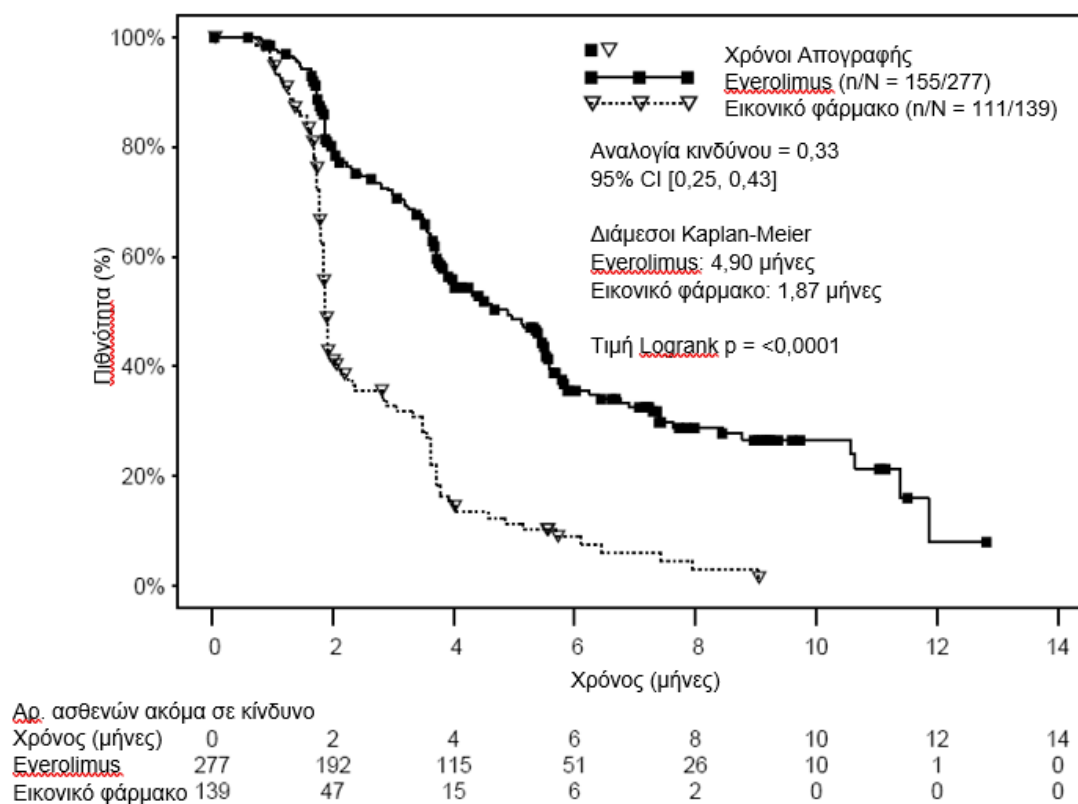 100%
80%
60%
40%
20%
0%
Πιθνότητα (%)
Χρόνοι Απογραφής
Everolimus (n/N = 155/277)
Εικονικό φάρμακο (n/N = 111/139)
Αναλογία κινδύνου = 0,33
95% CI [0,25, 0,43]
Διάμεσοι Kaplan-Meier
Everolimus: 4,90 μήνες
Εικονικό φάρμακο: 1,87 μήνες
Τιμή Logrank p = <0,0001
0 2 4 6 8 10 12 14
Χρόνος (μήνες)
Αρ. ασθενών ακόμα σε κίνδυνο
Χρόνος (μήνες) 0 2 4 6 8 10 12 14
Everolimus 277 192 115 51 26 10 1 0
Εικονικό φάρμακο 139 47 15 6 2 0 0 0